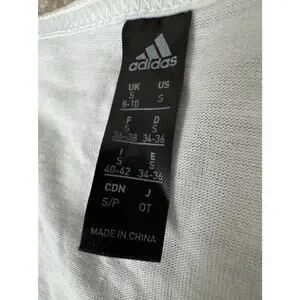 adidas
UK US
S S
8-10
F D
S S
36-38 34-36
I E
S S
40-42 34-36
CDN J
S/P OT
MADE IN CHINA